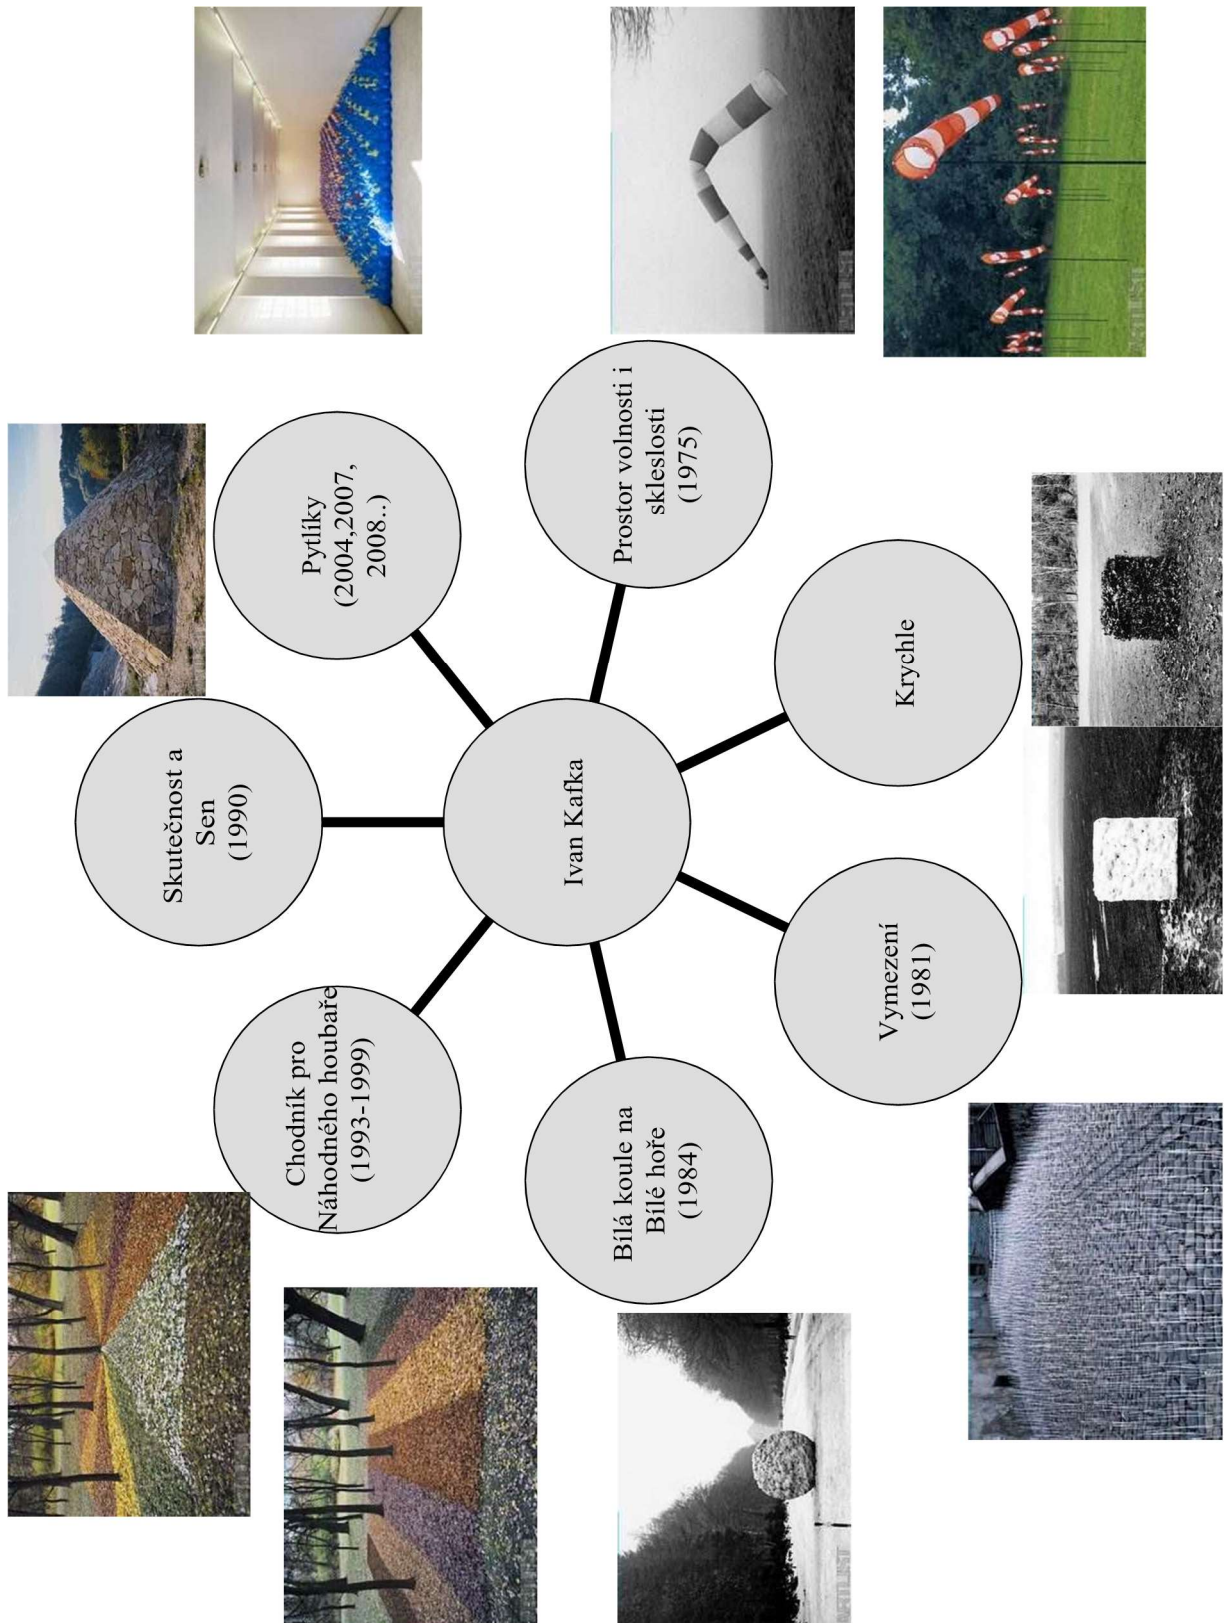 Ivan Kafka
Skutečnost a
Sen
(1990)
Pytlíky
(2004,2007,
2008..)
Prostor volnosti i
skleslosti
(1975)
Krychle
Vymezení
(1981)
Bílá koule na
Bílé hoře
(1984)
Chodník pro
Náhodného houbaře
(1993-1999)